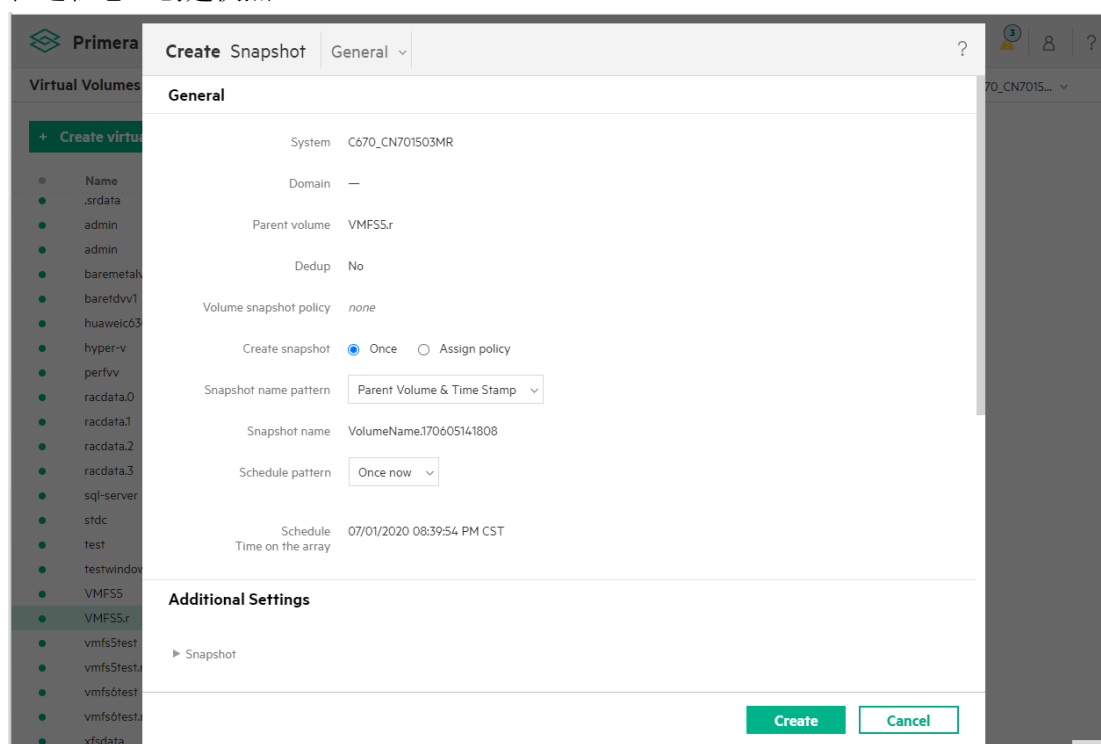 Primera
Create Snapshot General
?
3
?
Virtual Volumes
70_CN7015...
General
+ Create virtua
System C670_CN701503MR
Domain —
Parent volume VMFS5.r
Dedup No
Volume snapshot policy none
Create snapshot Once Assign policy
Snapshot name pattern Parent Volume & Time Stamp
Snapshot name VolumeName.170605141808
Schedule pattern Once now
Schedule 07/01/2020 08:39:54 PM CST
Time on the array
Additional Settings
Snapshot
Create Cancel
Name
.srdata
admin
admin
baremetalv
baretdvv1
huaweic63
hyper-v
perfvv
racdata.0
racdata.1
racdata.2
racdata.3
sql-server
stdc
test
testwindow
VMFS5
VMFS5.r
vmfs5test
vmfs5test.r
vmfs6test
vmfs6test.r
xfsdata